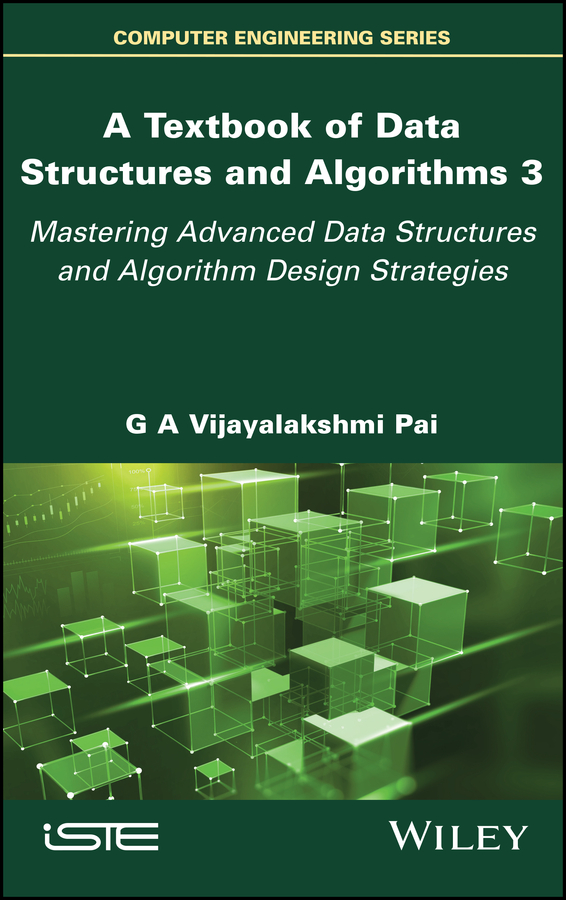 COMPUTER ENGINEERING SERIES
A Textbook of Data
Structures and Algorithms 3
Mastering Advanced Data Structures
and Algorithm Design Strategies
G A Vijayalakshmi Pai
iSTE
WILEY